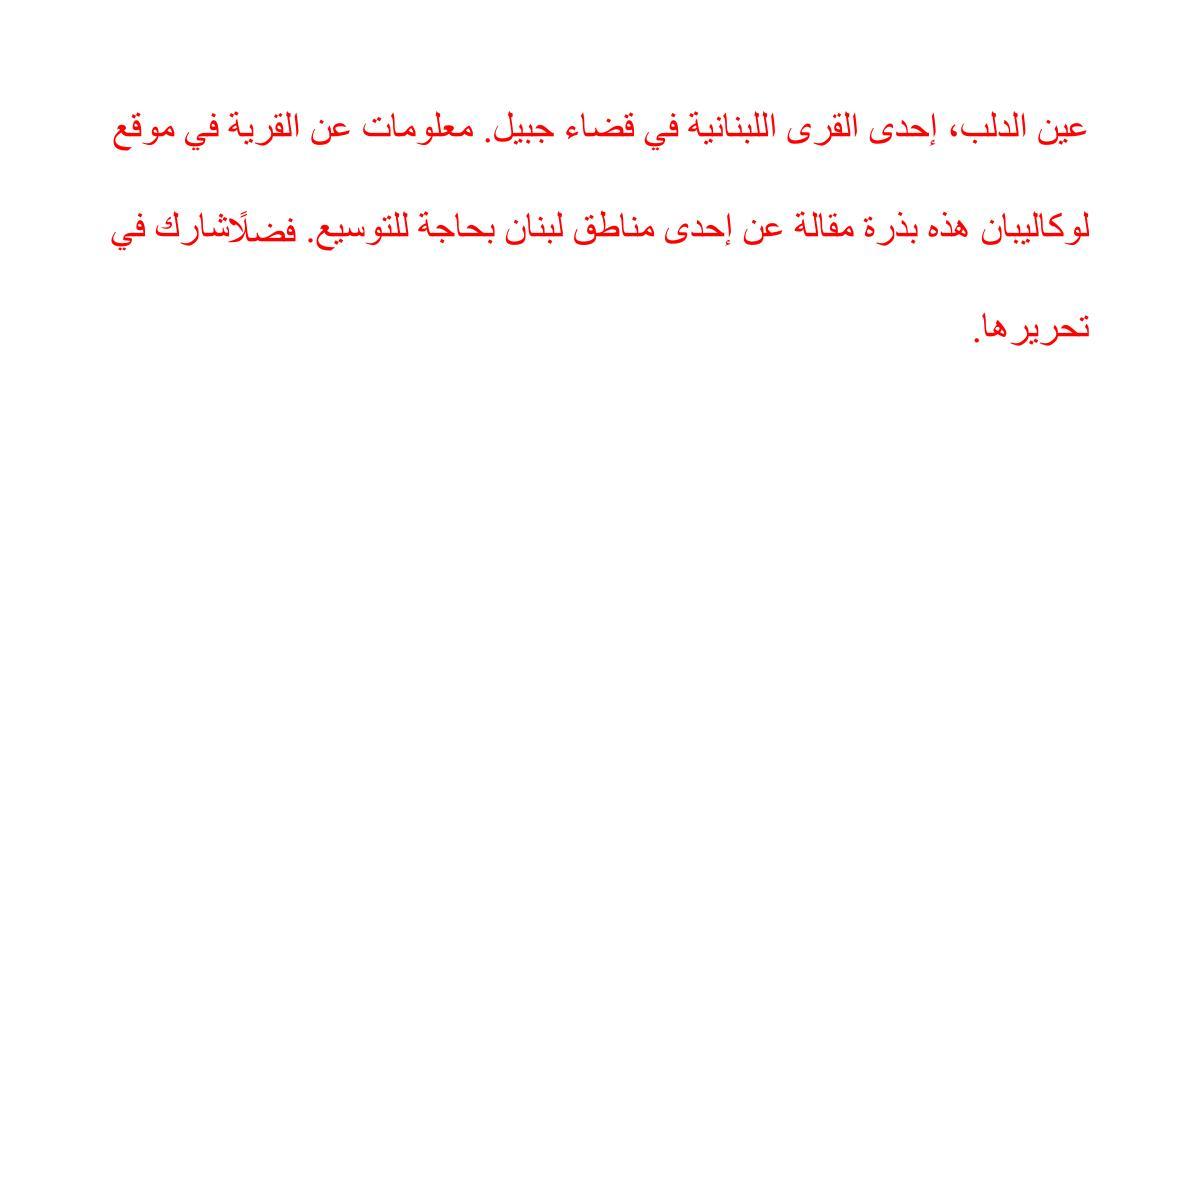 عين الدلب، إحدى القرى اللبنانية في قضاء جبيل. معلومات عن القرية في موقع
لوكاليبان هذه بذرة مقالة عن إحدى مناطق لبنان بحاجة للتوسيع. فضلًاشارك في
تحريرها.